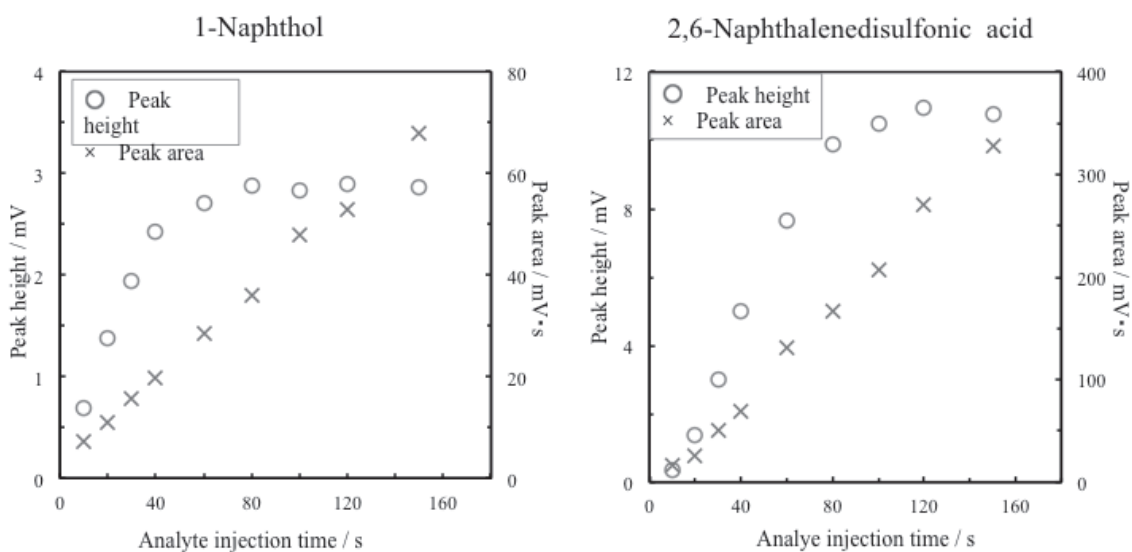 1-Naphthol
4
3
2
1
0
Peak height / mV
○ Peak
height
× Peak area
80
60
40
20
0
Peak area / mV・s
0 40 80 120 160
Analyte injection time / s
2,6-Naphthalenedisulfonic acid
12
8
4
0
Peak height / mV
○ Peak height
× Peak area
400
300
200
100
0
Peak area / mV・s
0 40 80 120 160
Analye injection time / s